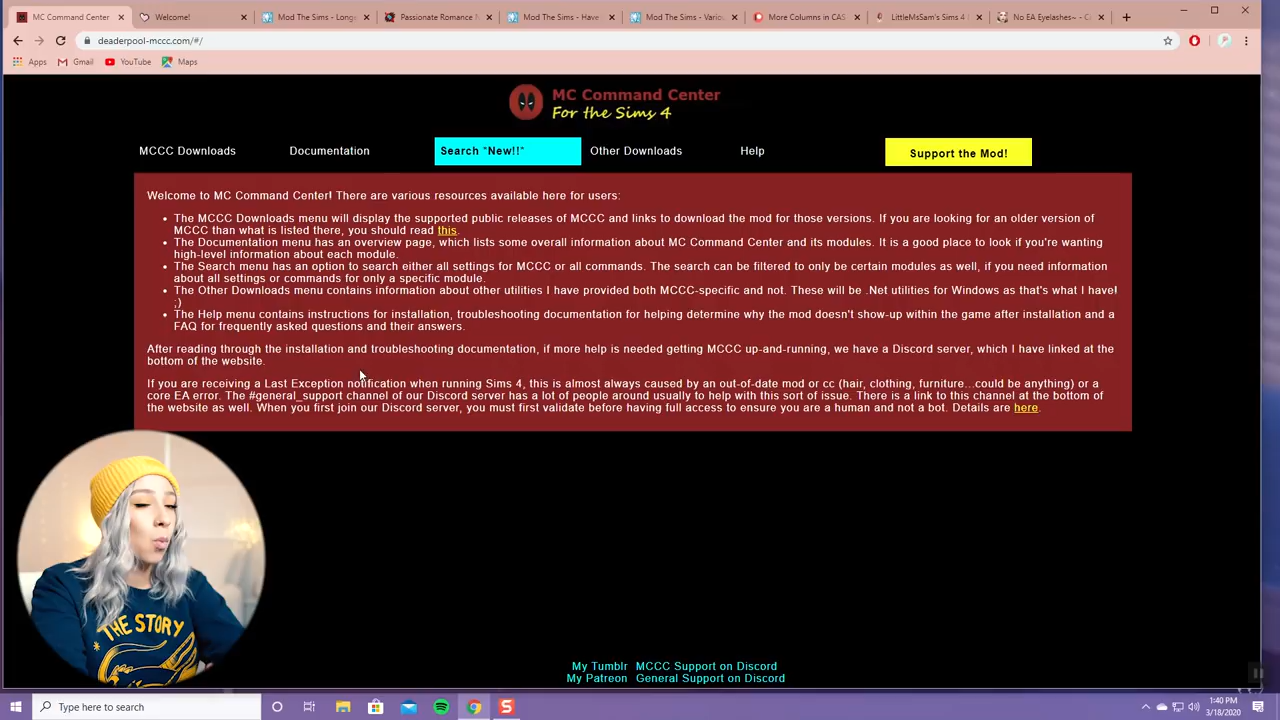 MC Command Center
Welcome!
Mod The Sims - Long
Passionate Romance M
Mod The Sims - Have
Mod The Sims - Vario
More Columns in CAS
LittleMsSam's Sims 4
No EA Eyelashes~ - C
deaderpool-mccc.com/#/
Apps Gmail YouTube Maps
MC Command Center
For the Sims 4
MCCC Downloads Documentation Search *New!!* Other Downloads Help Support the Mod!
Welcome to MC Command Center! There are various resources available here for users:
• The MCCC Downloads menu will display the supported public releases of MCCC and links to download the mod for those versions. If you are looking for an older version of
MCCC than what is listed there, you should read this.
• The Documentation menu has an overview page, which lists some overall information about MC Command Center and its modules. It is a good place to look if you're wanting
high-level information about each module.
• The Search menu has an option to search either all settings for MCCC or all commands. The search can be filtered to only be certain modules as well, if you need information
about all settings or commands for only a specific module.
• The Other Downloads menu contains information about other utilities I have provided both MCCC-specific and not. These will be .Net utilities for Windows as that's what I have!
;)
• The Help menu contains instructions for installation, troubleshooting documentation for helping determine why the mod doesn't show-up within the game after installation and a
FAQ for frequently asked questions and their answers.
After reading through the installation and troubleshooting documentation, if more help is needed getting MCCC up-and-running, we have a Discord server, which I have linked at the
bottom of the website.
If you are receiving a Last Exception notification when running Sims 4, this is almost always caused by an out-of-date mod or cc (hair, clothing, furniture...could be anything) or a
core EA error. The #general_support channel of our Discord server has a lot of people around usually to help with this sort of issue. There is a link to this channel at the bottom of
the website as well. When you first join our Discord server, you must first validate before having full access to ensure you are a human and not a bot. Details are here.
THE STORY
My Tumblr MCCC Support on Discord
My Patreon General Support on Discord
Type here to search
1:40 PM
3/18/2020